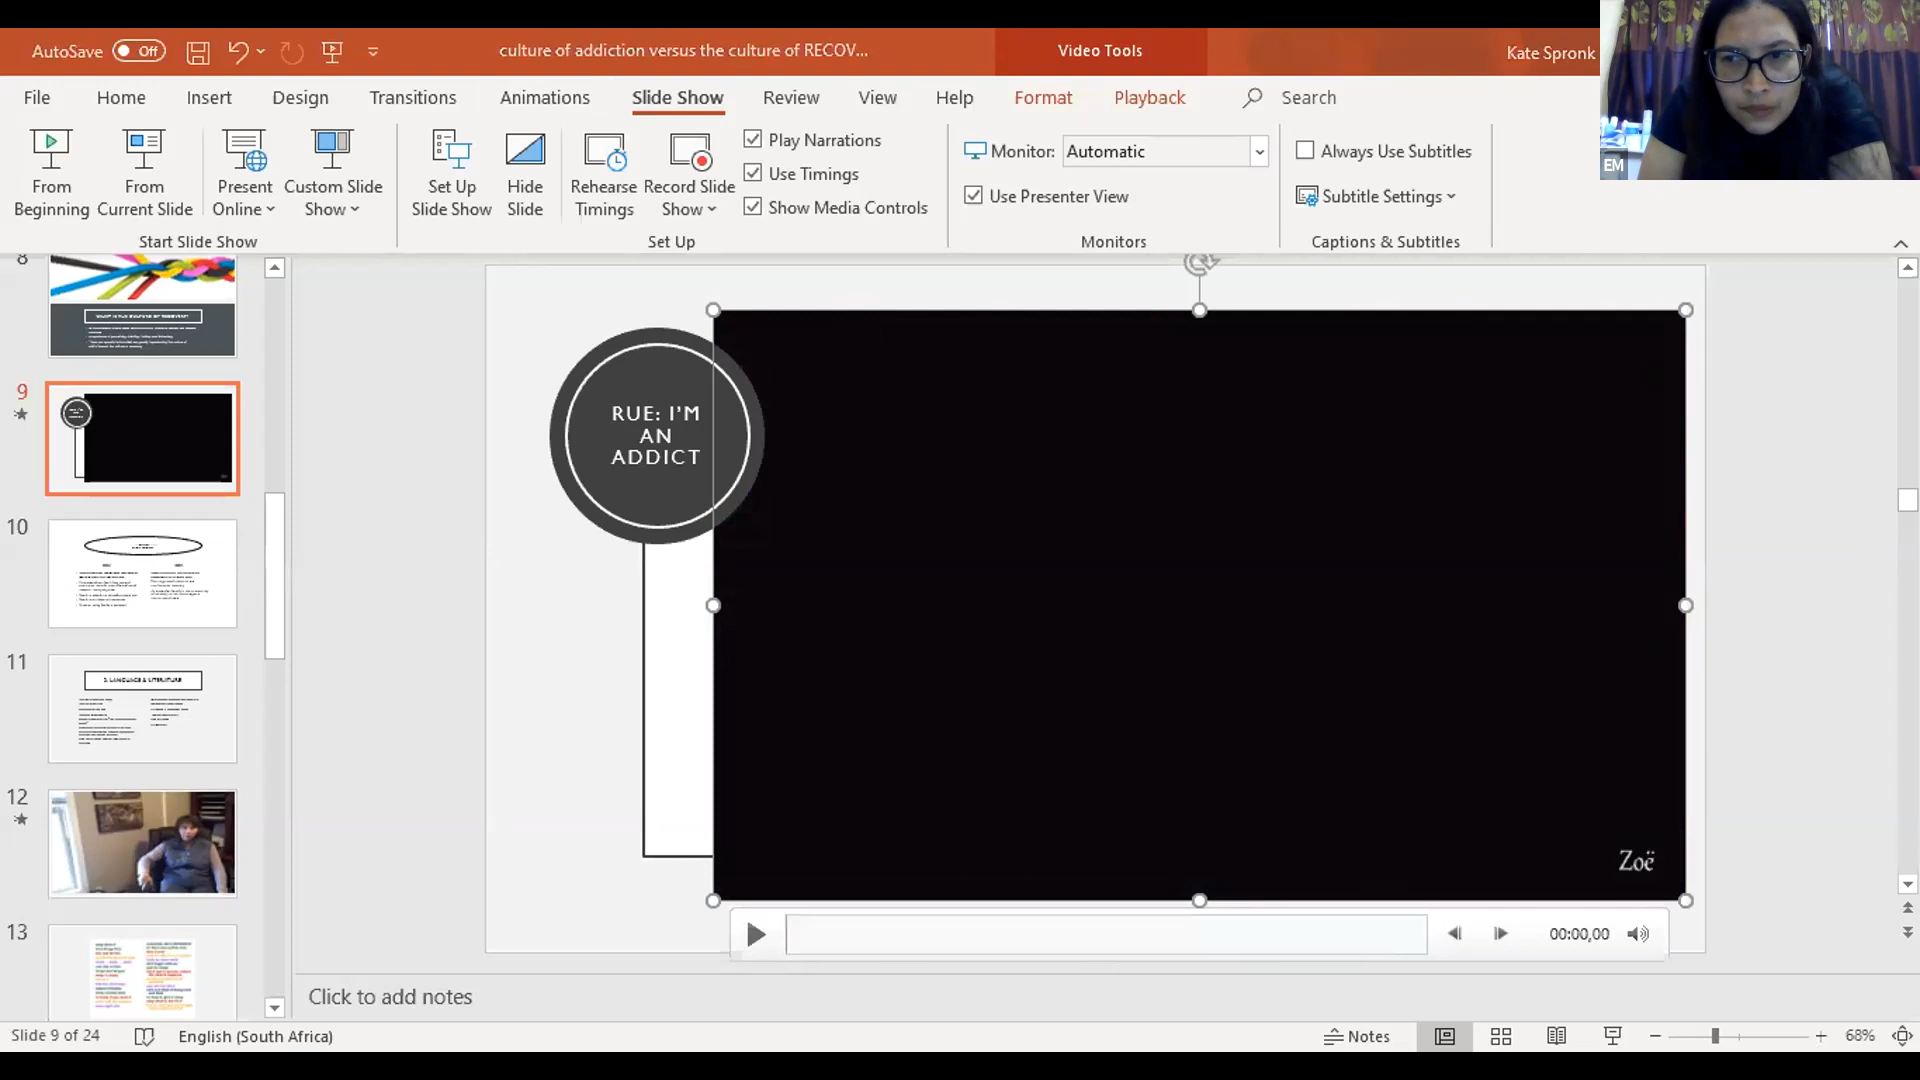 AutoSave Off
culture of addiction versus the culture of RECOV...
Video Tools
Kate Spronk
EM
File Home Insert Design Transitions Animations Slide Show Review View Help Format Playback Search
From Beginning
From Current Slide
Present Online
Custom Slide Show
Start Slide Show
Set Up Slide Show
Hide Slide
Rehearse Timings
Record Slide Show
Play Narrations
Use Timings
Show Media Controls
Set Up
Monitor: Automatic
Use Presenter View
Monitors
Always Use Subtitles
Subtitle Settings
Captions & Subtitles
8
9
10
11
2. LANGUAGE & LITERATURE
12
13
RUE: I'M
AN
ADDICT
Zoë
00:00,00
Click to add notes
Slide 9 of 24
English (South Africa)
Notes
68%